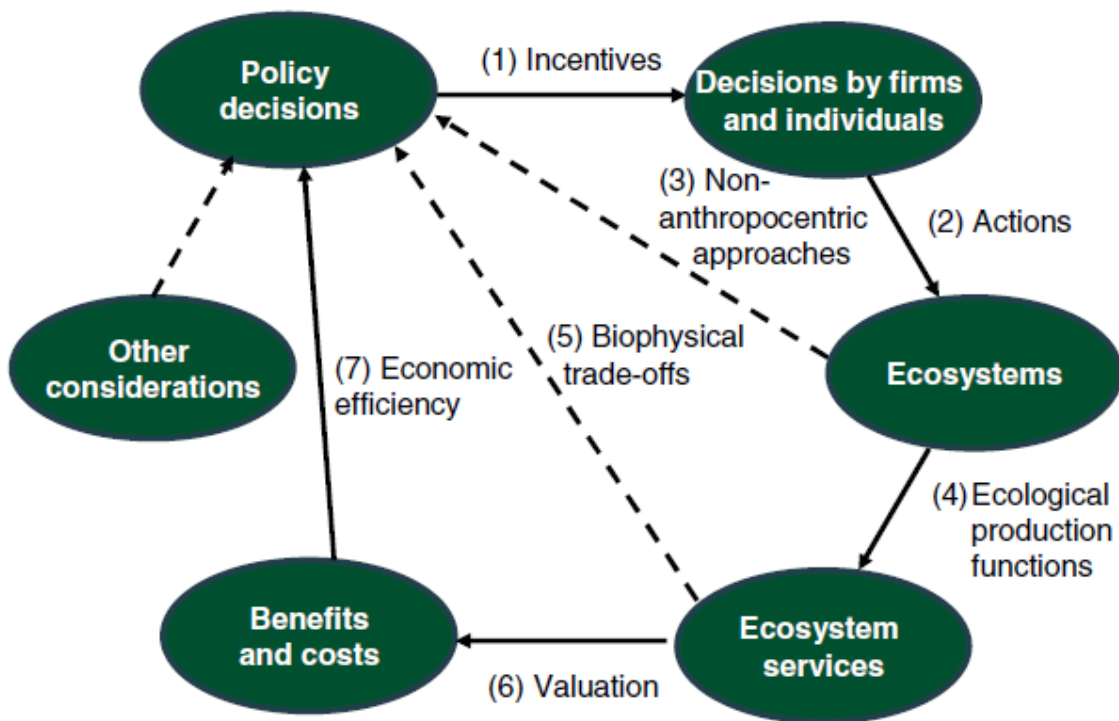 Policy
decisions
(1) Incentives
Decisions by firms
and individuals
(3) Non-
anthropocentric
approaches
(2) Actions
Other
considerations
(7) Economic
efficiency
(5) Biophysical
trade-offs
Ecosystems
(4) Ecological
production
functions
Benefits
and costs
(6) Valuation
Ecosystem
services